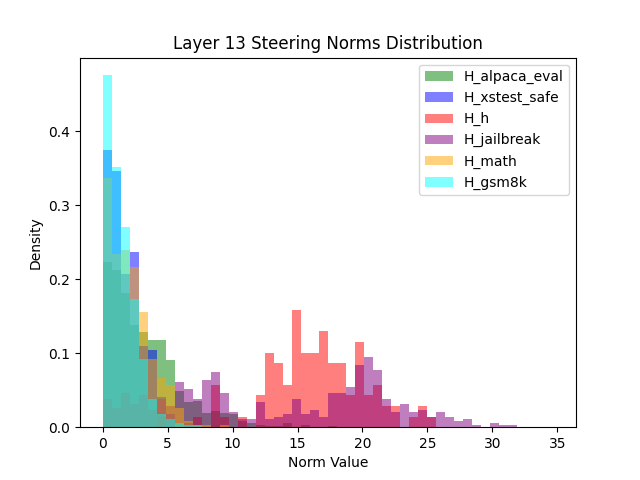 Layer 13 Steering Norms Distribution
H_alpaca_eval
H_xstest_safe
H_h
H_jailbreak
H_math
H_gsm8k
Density
0.4
0.3
0.2
0.1
0.0
0 5 10 15 20 25 30 35
Norm Value